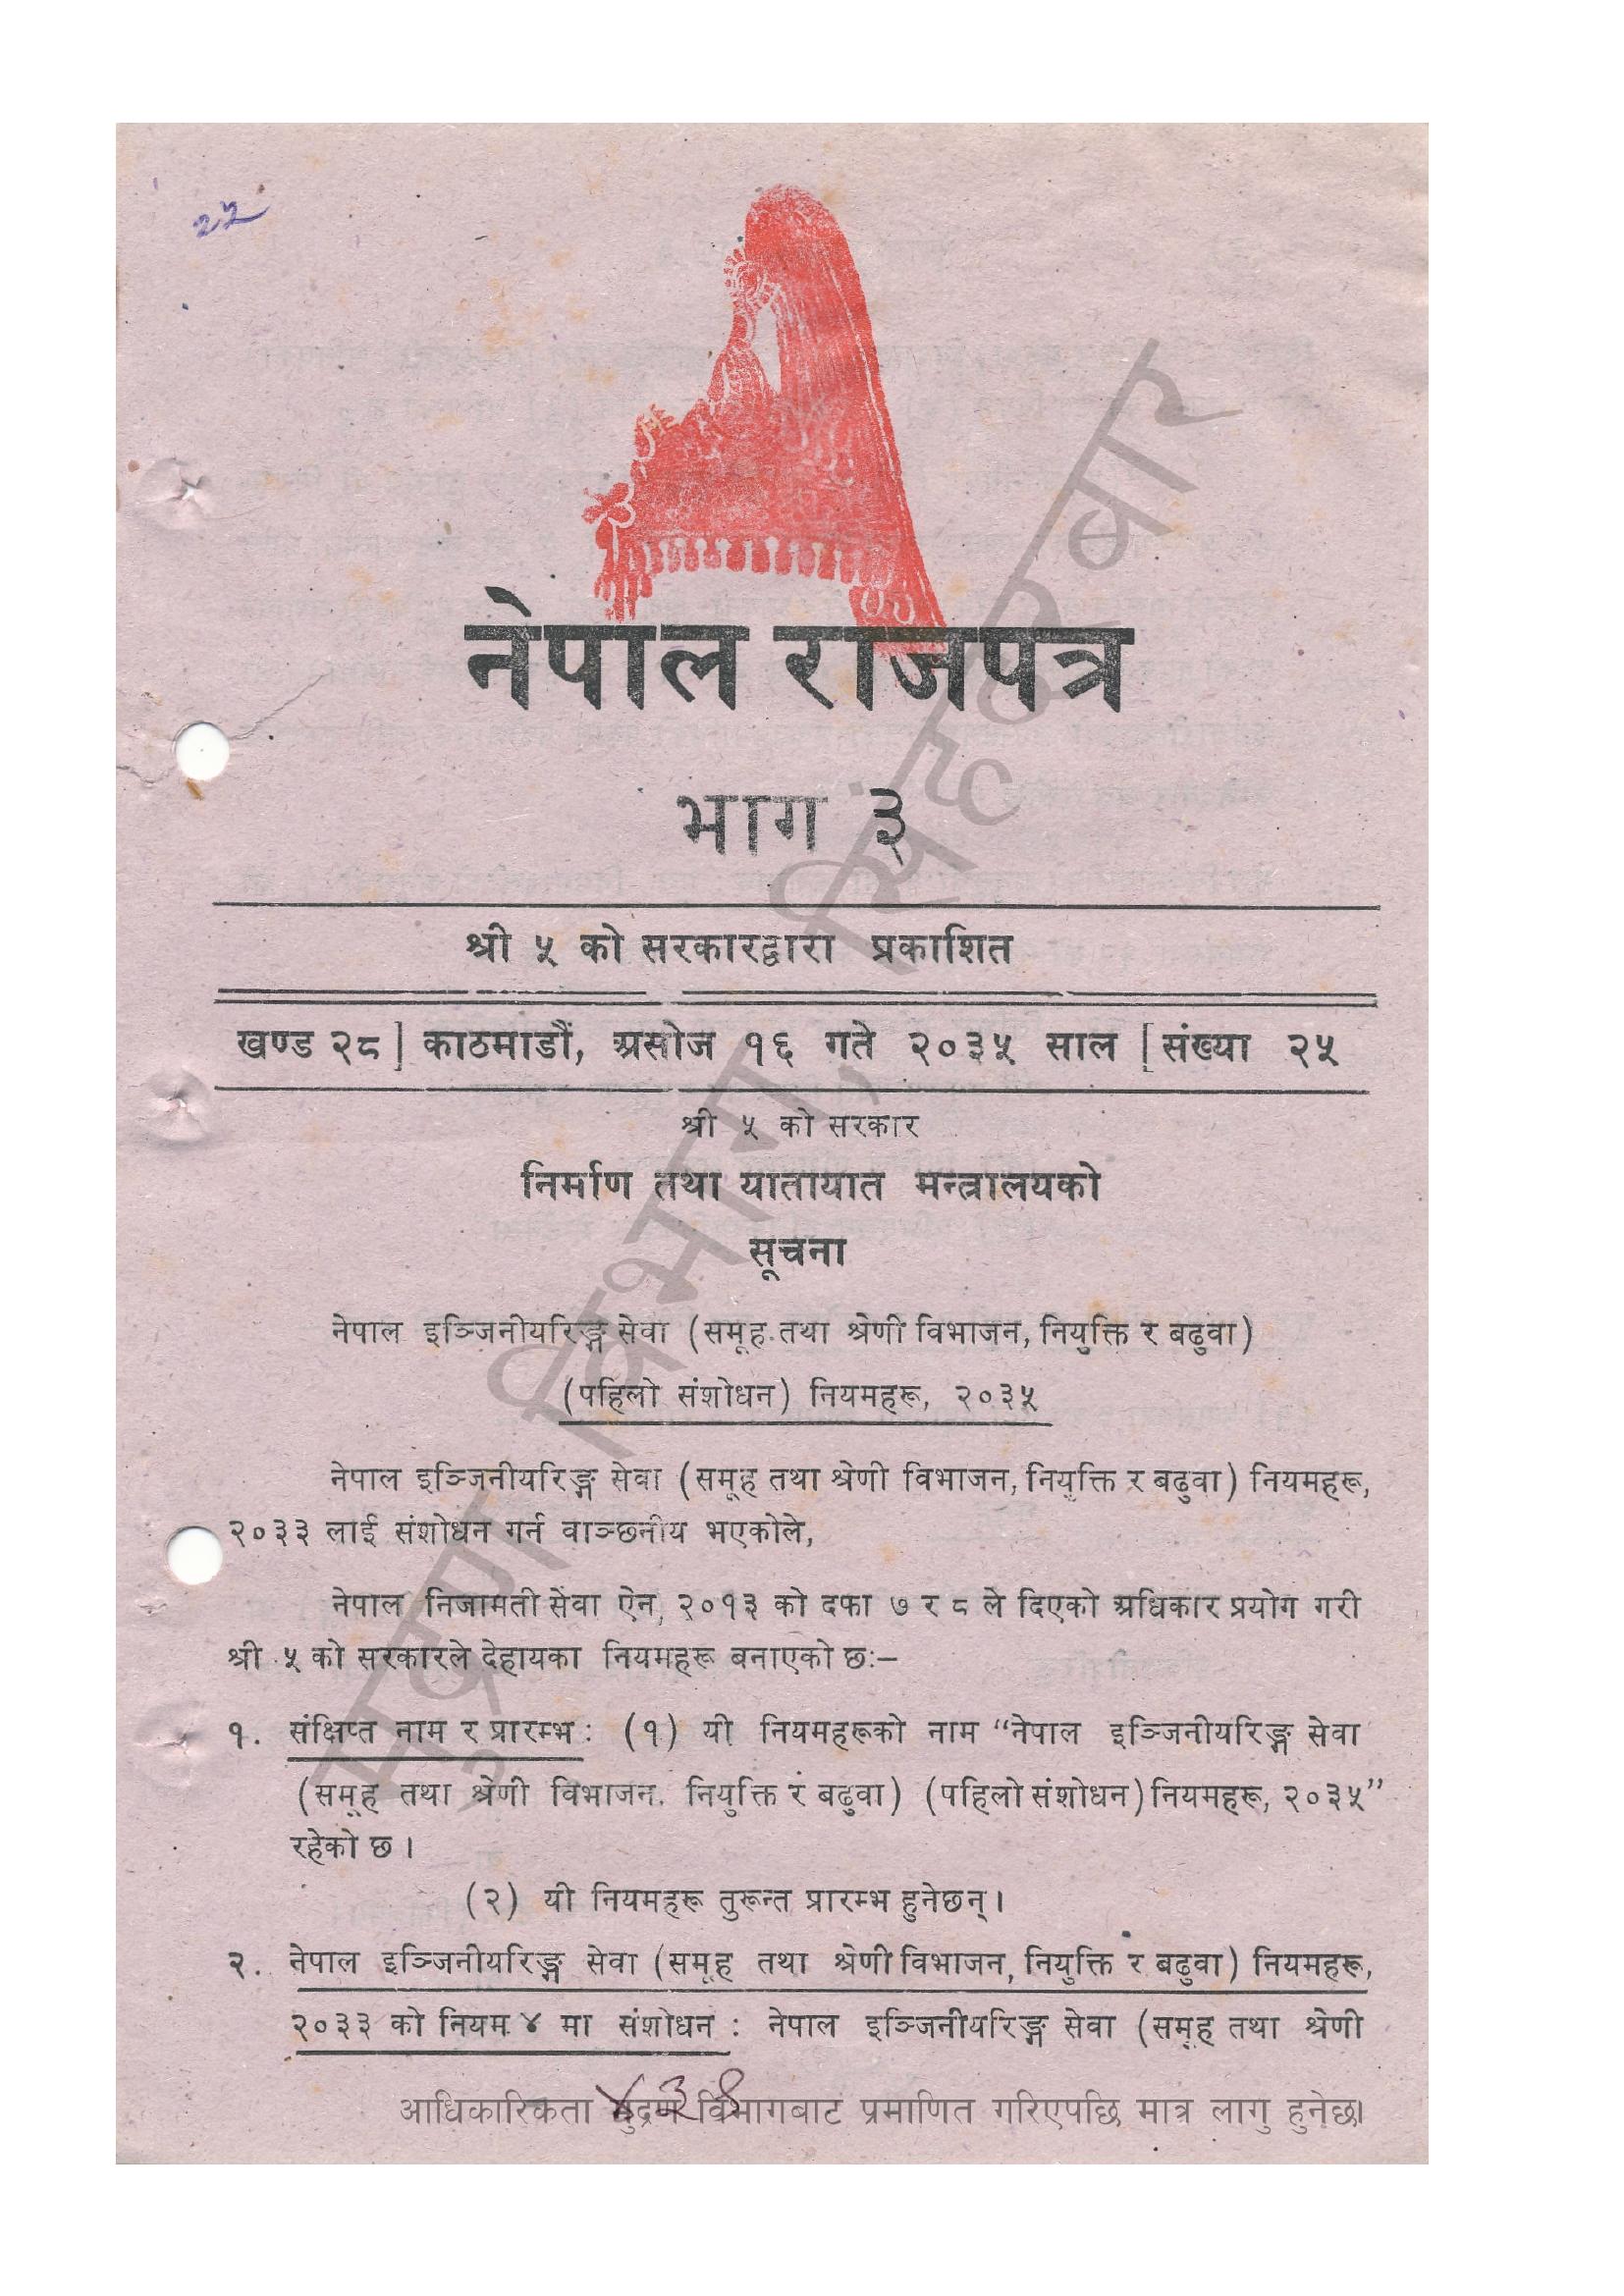 नेपाल राजपत्र
भाग ३
श्री ५ को सरकारद्वारा प्रकाशित
खण्ड २८] काठमाडौं, असोज १६ गते २०३५ साल [संख्या २५
श्री ५ को सरकार
निर्माण तथा यातायात मन्त्रालयको
सूचना
नेपाल इञ्जिनीयरिङ्ग सेवा (समूह तथा श्रेणी विभाजन, नियुक्ति र बढुवा)
(पहिलो संशोधन) नियमहरू, २०३५
नेपाल इञ्जिनीयरिङ्ग सेवा (समूह तथा श्रेणी विभाजन, नियुक्ति र बढुवा) नियमहरू,
२०३३ लाई संशोधन गर्न वाञ्छनीय भएकोले,
नेपाल निजामती सेवा ऐन, २०१३ को दफा ७ र ८ ले दिएको अधिकार प्रयोग गरी
श्री ५ को सरकारले देहायका नियमहरू बनाएको छः–
१. संक्षिप्त नाम र प्रारम्भ : (१) यी नियमहरूको नाम “नेपाल इञ्जिनीयरिङ्ग सेवा
(समूह तथा श्रेणी विभाजन. नियुक्ति र बढुवा) (पहिलो संशोधन) नियमहरू, २०३५”
रहेको छ ।
(२) यी नियमहरू तुरून्त प्रारम्भ हुनेछन् ।
२. नेपाल इञ्जिनीयरिङ्ग सेवा (समूह तथा श्रेणी विभाजन, नियुक्ति र बढुवा) नियमहरू,
२०३३ को नियम ४ मा संशोधन : नेपाल इञ्जिनीयरिङ्ग सेवा (समूह तथा श्रेणी
आधिकारिकता मुद्रण विभागबाट प्रमाणित गरिएपछि मात्र लागु हुनेछ।
मुद्रण विभाग, सिंहदरबार